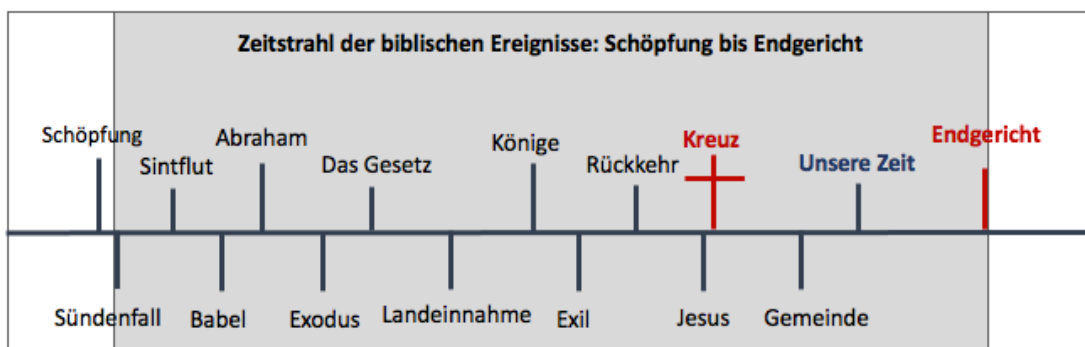 Zeitstrahl der biblischen Ereignisse: Schöpfung bis Endgericht
Schöpfung
Sintflut
Abraham
Das Gesetz
Könige
Rückkehr
Kreuz
Unsere Zeit
Endgericht
Sündenfall
Babel
Exodus
Landeinnahme
Exil
Jesus
Gemeinde